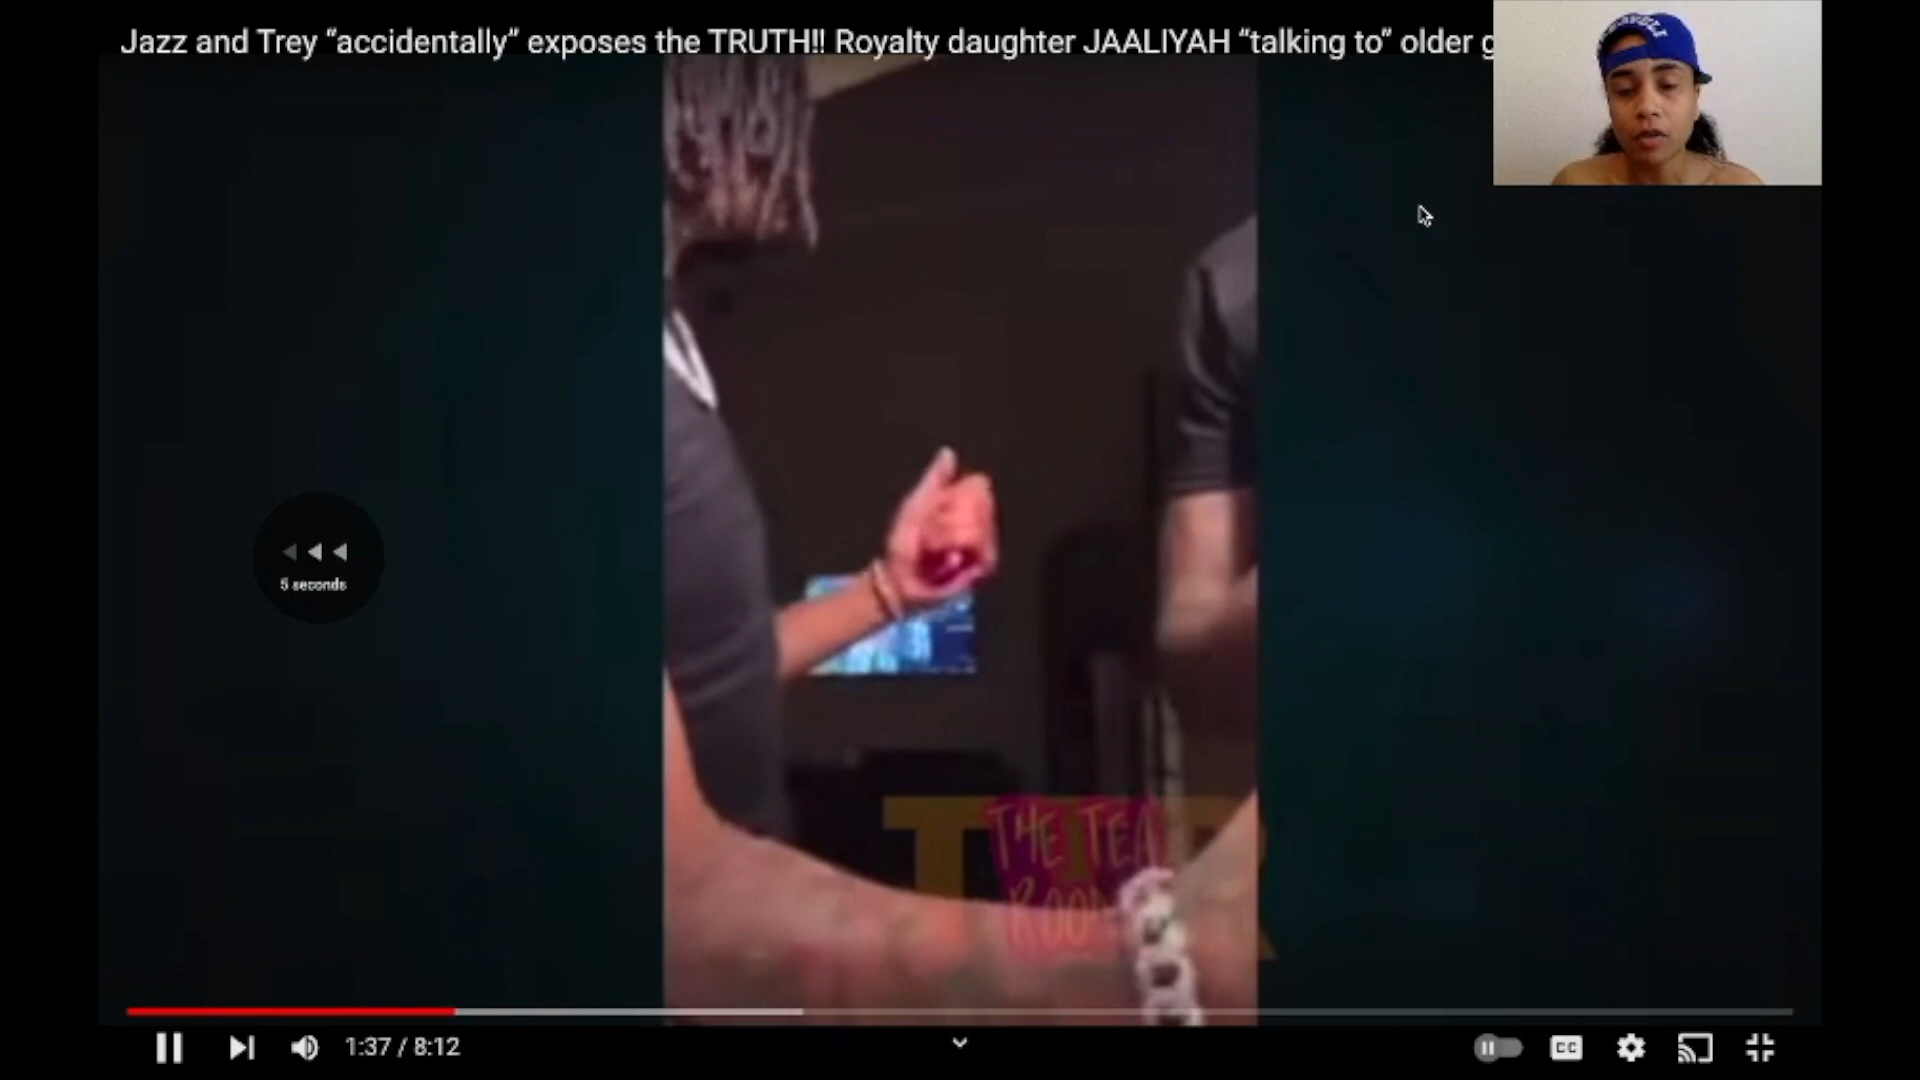 Jazz and Trey “accidentally” exposes the TRUTH!! Royalty daughter JAALIYAH “talking to” older g
5 seconds
THE TEA
1:37 / 8:12
CC